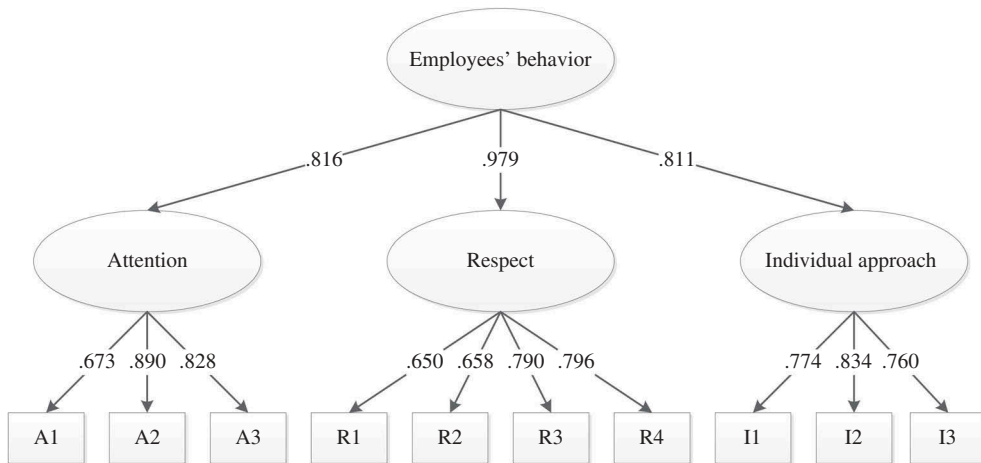 Employees’ behavior
.816
.979
.811
Attention
Respect
Individual approach
.673 .890 .828
.650 .658 .790 .796
.774 .834 .760
A1 A2 A3 R1 R2 R3 R4 I1 I2 I3